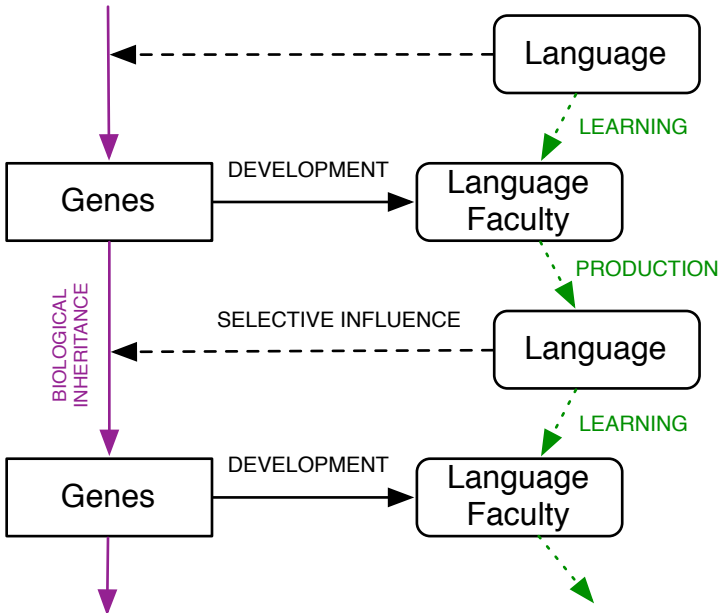 Language
LEARNING
DEVELOPMENT
Genes
Language
Faculty
PRODUCTION
BIOLOGICAL
INHERITANCE
SELECTIVE INFLUENCE
Language
LEARNING
DEVELOPMENT
Genes
Language
Faculty